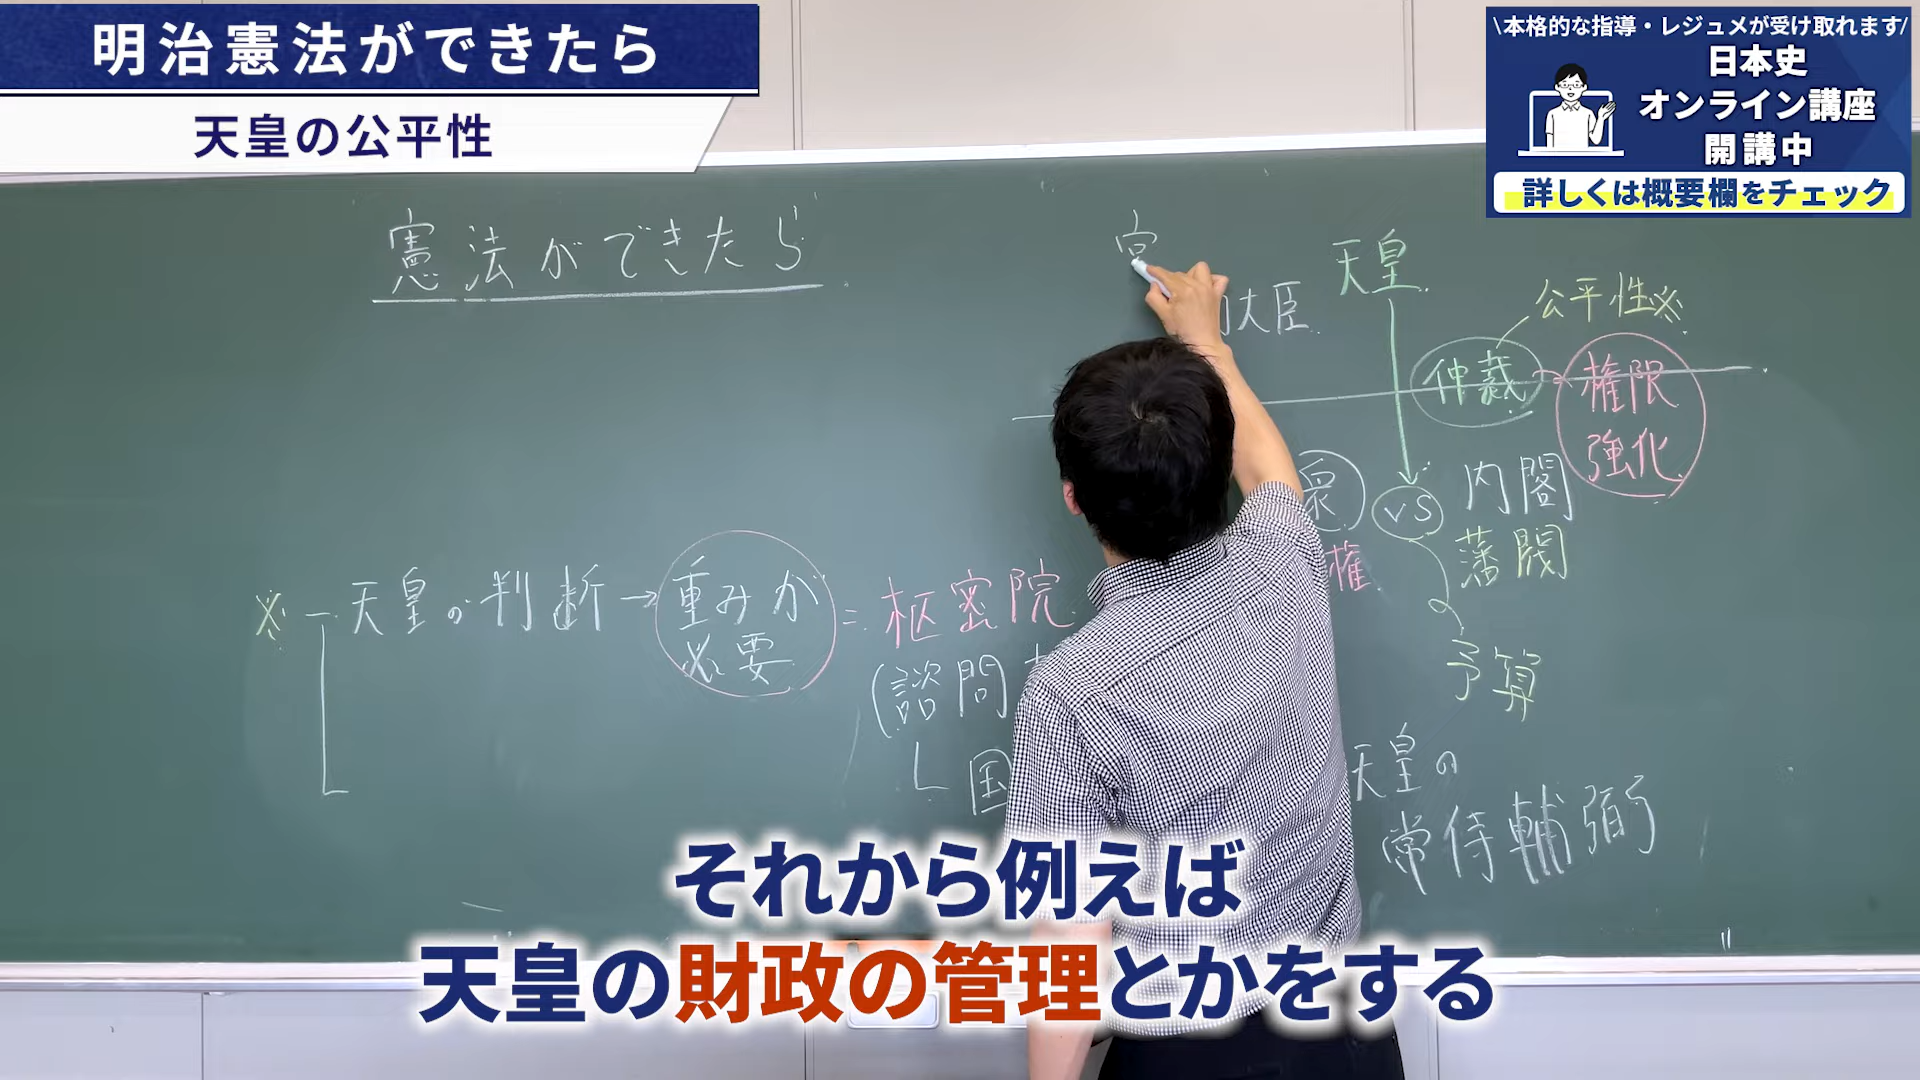 明治憲法ができたら
天皇の公平性
\本格的な指導・レジュメが受け取れます/
日本史
オンライン講座
開講中
詳しくは概要欄をチェック
憲法ができたら
宮
大臣
天皇
公平性※
仲裁
権限
強化
衆
vs
内閣
藩閥
権
予算
※
天皇の判断→
重みが
必要
=枢密院
(諮問
国
天皇の
常侍輔弼
それから例えば
天皇の財政の管理とかをする